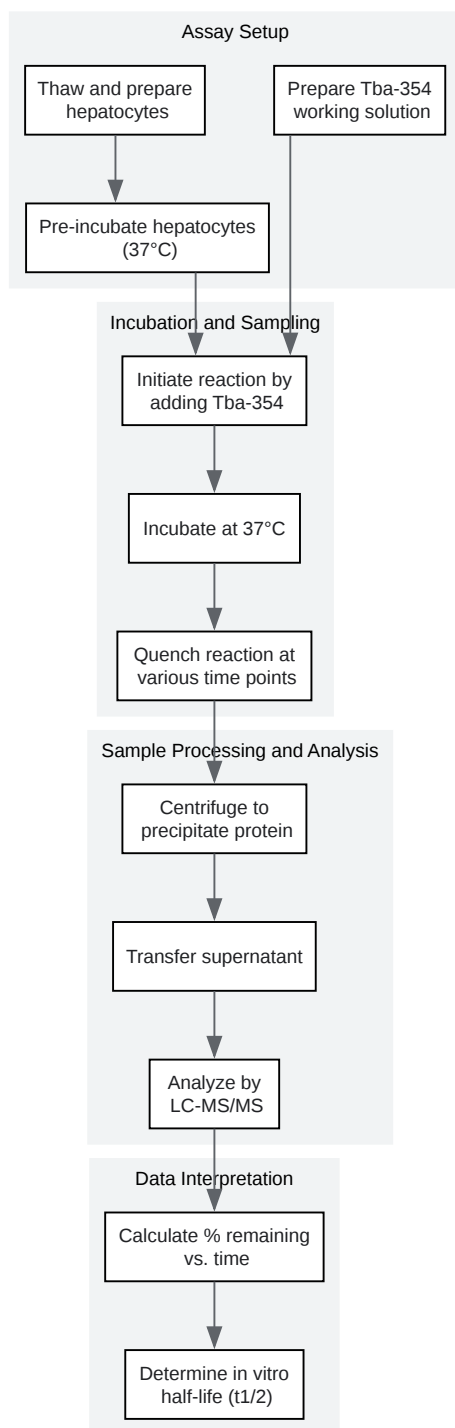 Assay Setup
Thaw and prepare
hepatocytes
Prepare Tba-354
working solution
Pre-incubate hepatocytes
(37°C)
Incubation and Sampling
Initiate reaction by
adding Tba-354
Incubate at 37°C
Quench reaction at
various time points
Sample Processing and Analysis
Centrifuge to
precipitate protein
Transfer supernatant
Analyze by
LC-MS/MS
Data Interpretation
Calculate % remaining
vs. time
Determine in vitro
half-life (t1/2)